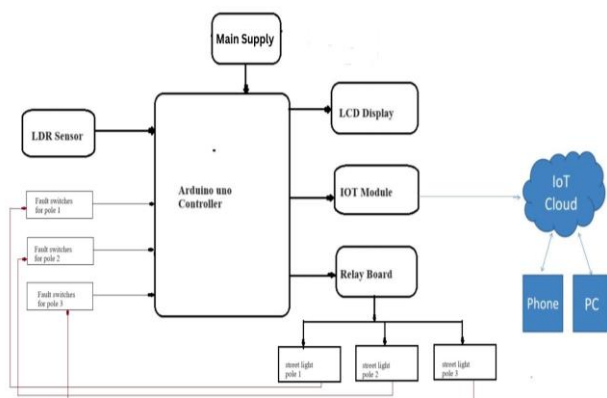 Main Supply
LDR Sensor
LCD Display
Arduino uno
Controller
IOT Module
IoT
Cloud
Fault switches
for pole 1
Fault switches
for pole 2
Fault switches
for pole 3
Relay Board
Phone
PC
street light
pole 1
street light
pole 2
street light
pole 3